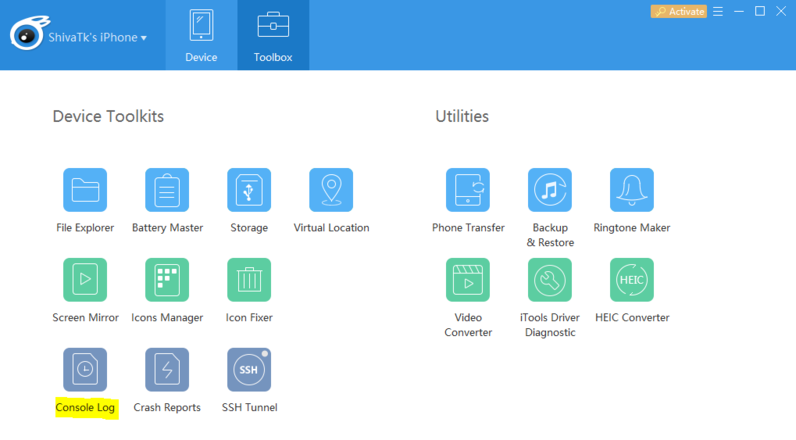 ShivaTk's iPhone
Device
Toolbox
Activate
Device Toolkits
Utilities
File Explorer
Battery Master
Storage
Virtual Location
Phone Transfer
Backup
& Restore
Ringtone Maker
Screen Mirror
Icons Manager
Icon Fixer
Video
Converter
iTools Driver
Diagnostic
HEIC
HEIC Converter
Console Log
Crash Reports
SSH
SSH Tunnel